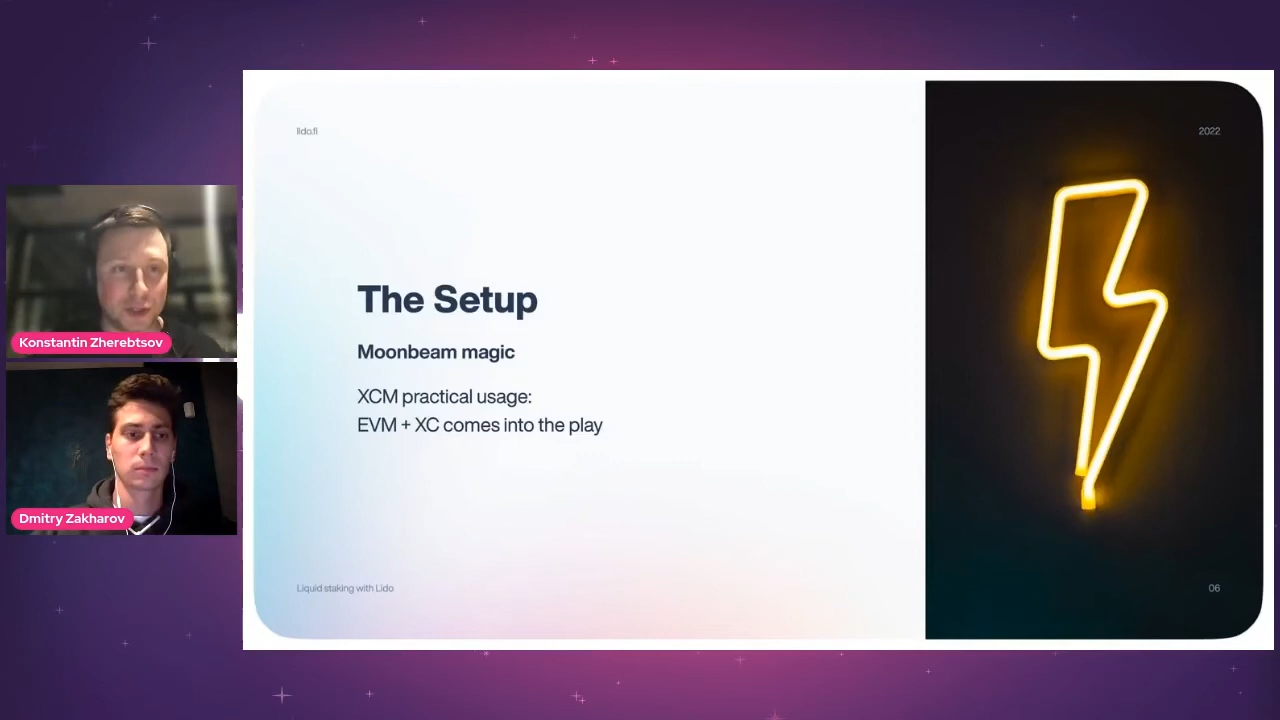 lido.fi
2022
Konstantin Zherebtsov
The Setup
Moonbeam magic
XCM practical usage:
EVM + XC comes into the play
Dmitry Zakharov
Liquid staking with Lido
06